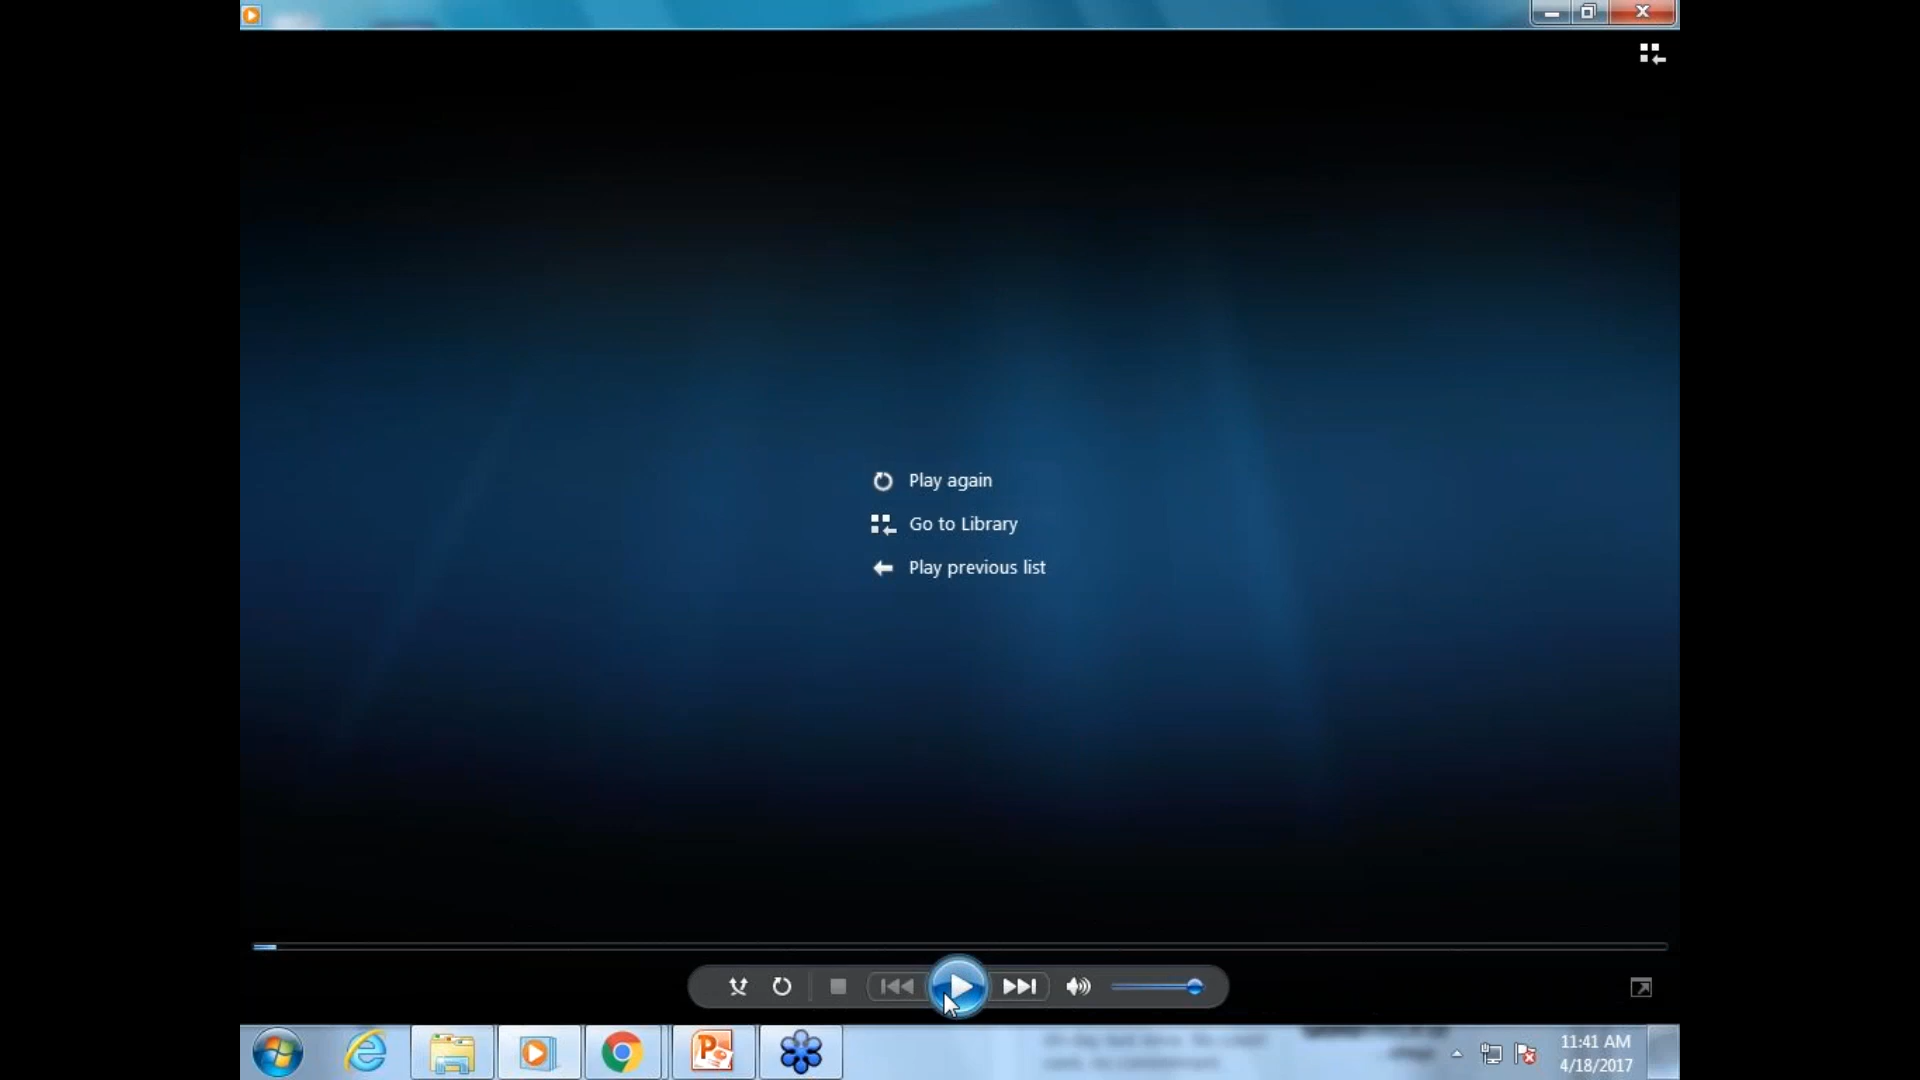 Play again
Go to Library
Play previous list
11:41 AM
4/18/2017